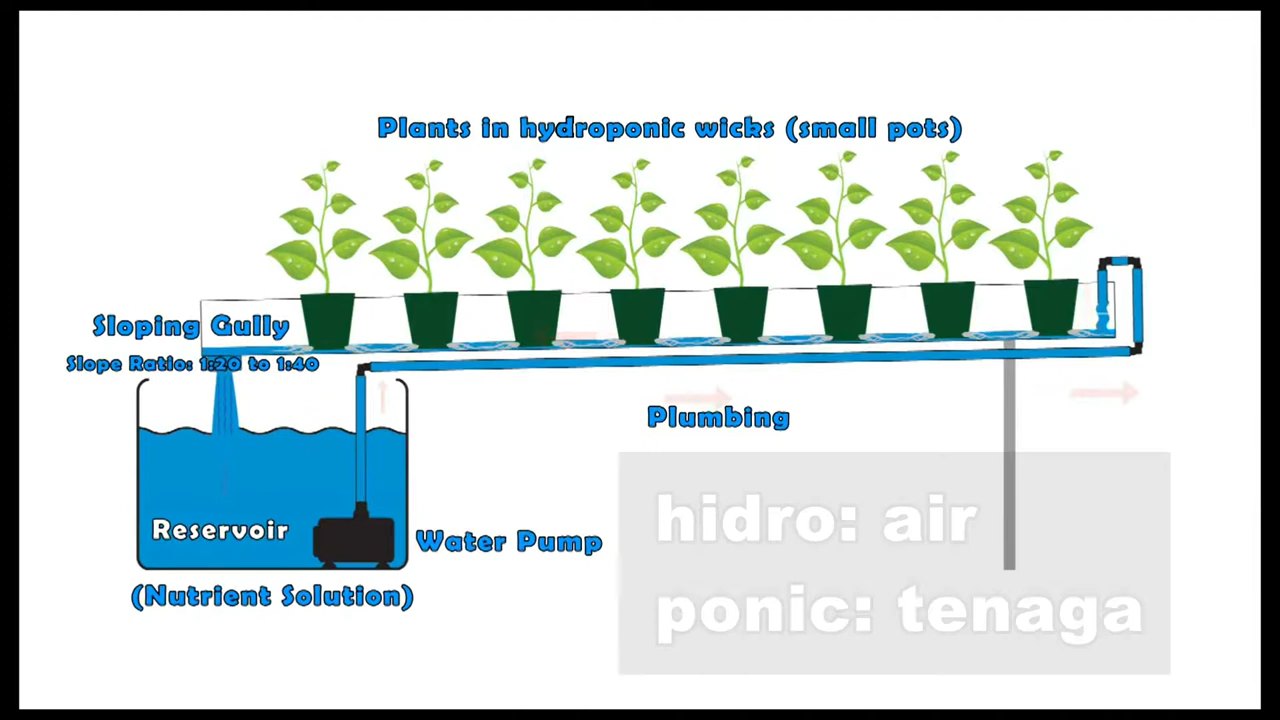 Plants in hydroponic wicks (small pots)
Sloping Gully
Slope Ratio: 1:20 to 1:40
Plumbing
Reservoir
Water Pump
(Nutrient Solution)
hidro: air
ponic: tenaga